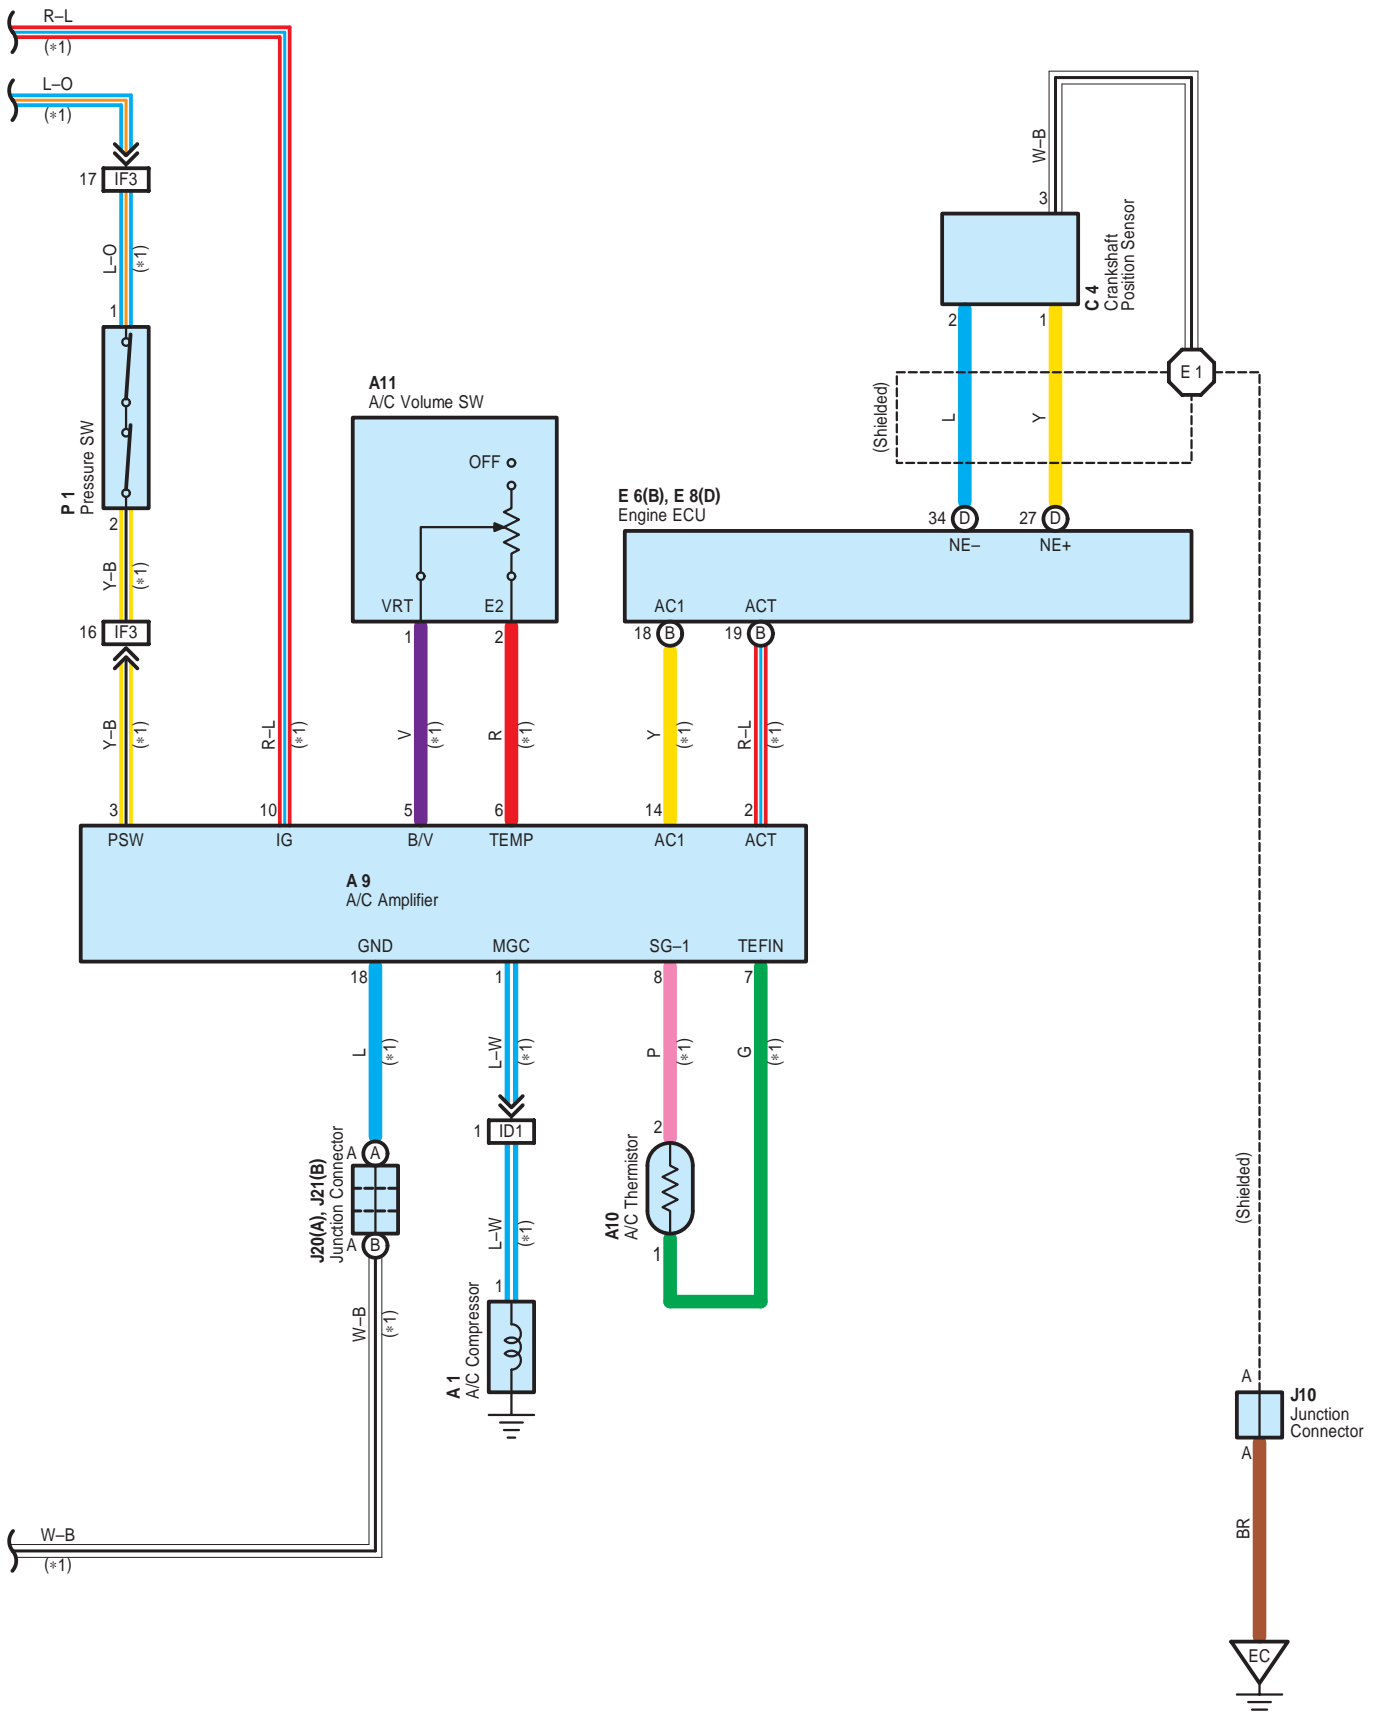 R–L
(∗1)
L–O
(∗1)
17 IF3
L–O
(∗1)
1
P 1
Pressure SW
2
Y–B
(∗1)
16 IF3
Y–B
(∗1)
R–L
(∗1)
A11
A/C Volume SW
OFF
VRT E2
1 2
V
(∗1)
R
(∗1)
W–B
3
C 4
Crankshaft
Position Sensor
2 1
E 1
(Shielded)
L
Y
E 6(B), E 8(D)
Engine ECU
34 D 27 D
NE– NE+
AC1 ACT
18 B 19 B
Y
(∗1)
R–L
(∗1)
3 10 5 6 14 2
PSW IG B/V TEMP AC1 ACT
A 9
A/C Amplifier
GND MGC SG–1 TEFIN
18 1 8 7
L
(∗1)
L–W
(∗1)
P
(∗1)
G
(∗1)
1 ID1
2
A A
J20(A), J21(B)
Junction Connector
A B
L–W
(∗1)
A10
A/C Thermistor
1
1
A 1
A/C Compressor
W–B
(∗1)
(Shielded)
A
J10
Junction
Connector
A
BR
W–B
(∗1)
EC